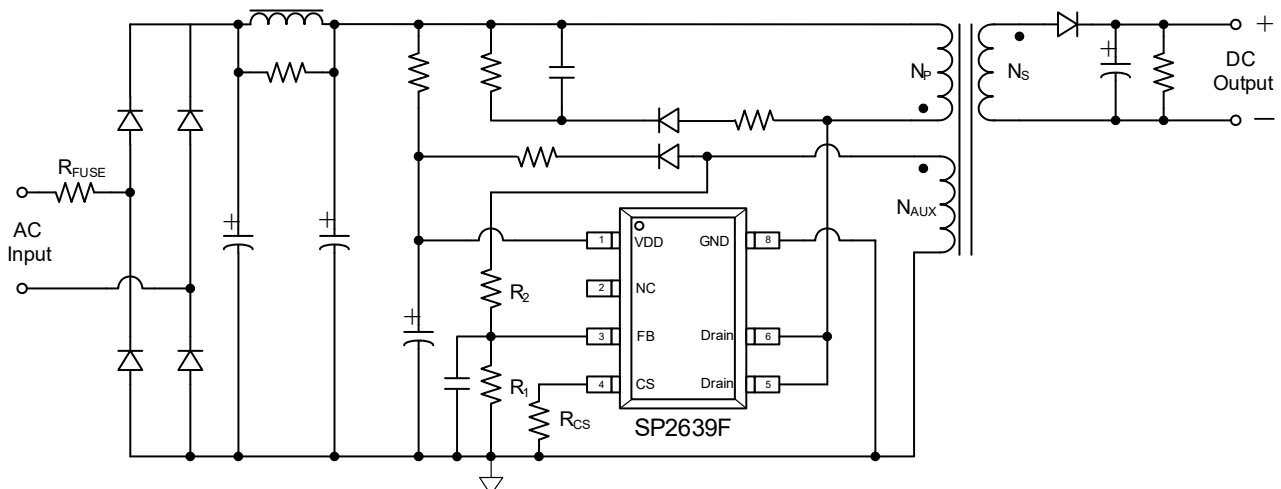 +
DC
Output
—
NP
NS
RFUSE
AC
Input
+
+
+
+
NAUX
1 VDD
GND 8
2 NC
R2
3 FB
Drain 6
4 CS
Drain 5
R1
RCS
SP2639F